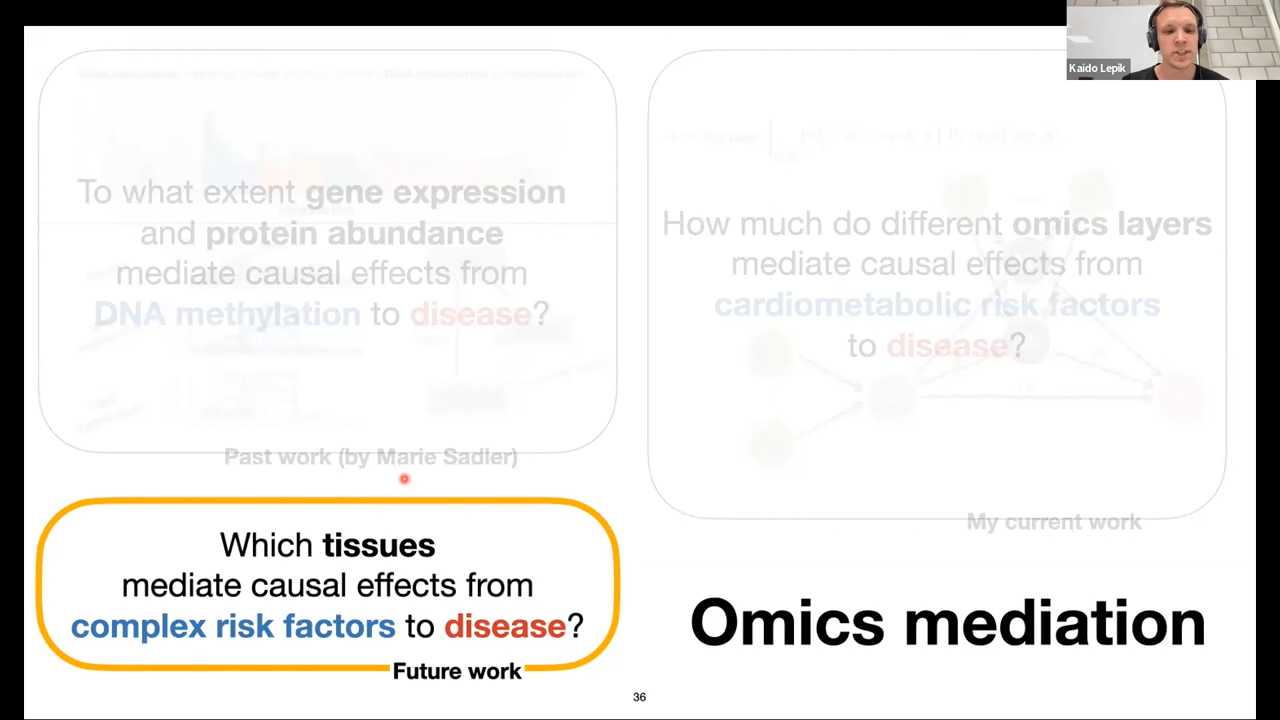 Kaido Lepik
To what extent gene expression
and protein abundance
mediate causal effects from
DNA methylation to disease?
Past work (by Marie Sadler)
How much do different omics layers
mediate causal effects from
cardiometabolic risk factors
to disease?
My current work
Which tissues
mediate causal effects from
complex risk factors to disease?
Future work
Omics mediation
36